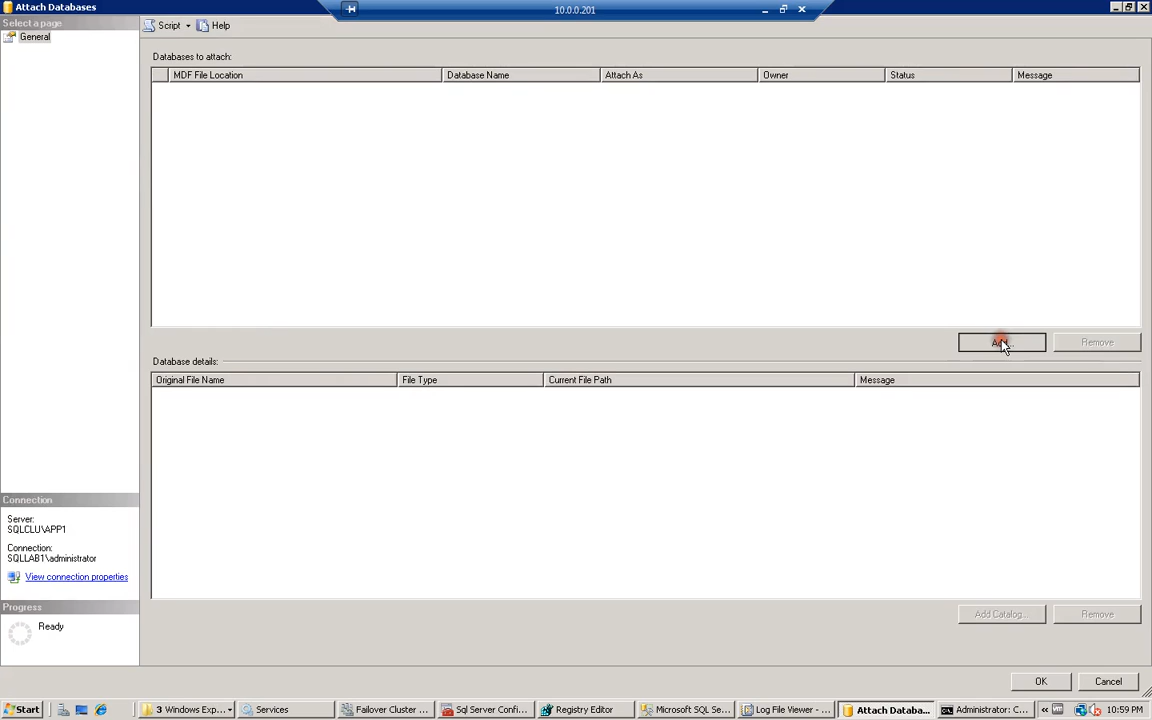 Attach Databases
10.0.0.201
Select a page
General
Script
Help
Databases to attach:
MDF File Location
Database Name
Attach As
Owner
Status
Message
Remove
Database details:
Original File Name
File Type
Current File Path
Message
Connection
Server:
SQLCLU\APP1
Connection:
SQLLAB1\administrator
View connection properties
Progress
Ready
Add Catalog...
Remove
OK
Cancel
Start
3 Windows Exp...
Services
Failover Cluster ...
Sql Server Confi...
Registry Editor
Microsoft SQL Se...
Log File Viewer - ...
Attach Databa...
Administrator: C...
10:59 PM